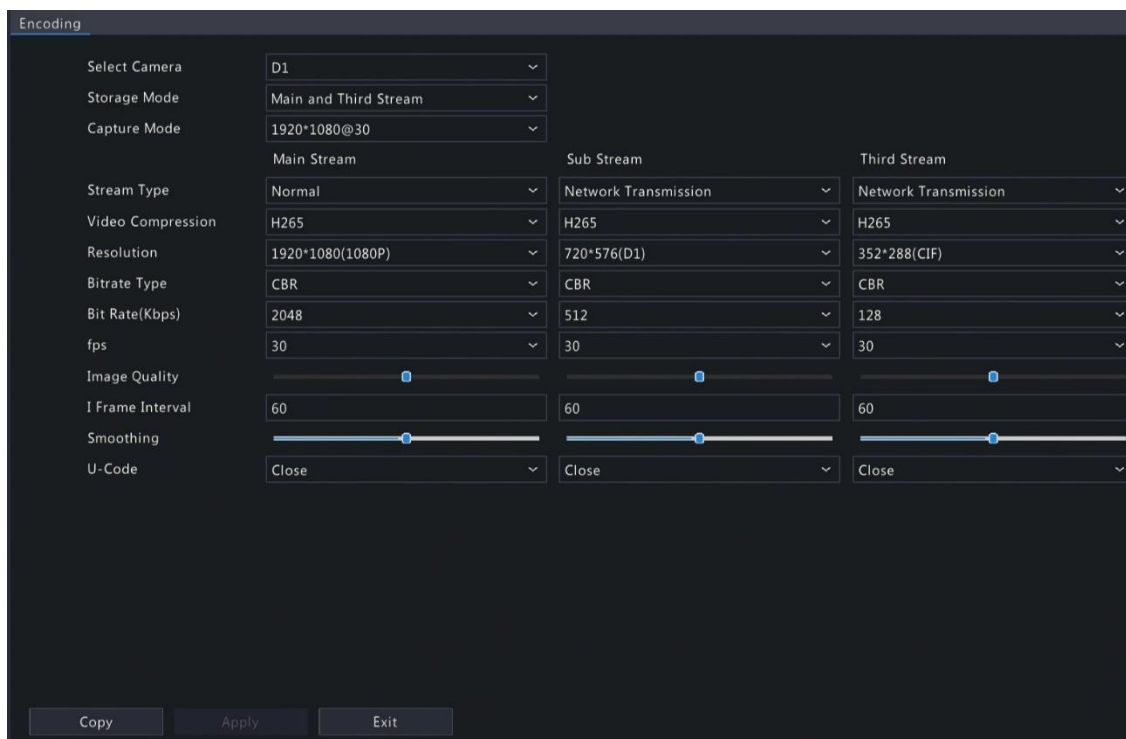 Encoding
Select Camera D1
Storage Mode Main and Third Stream
Capture Mode 1920*1080@30
Main Stream Sub Stream Third Stream
Stream Type Normal Network Transmission Network Transmission
Video Compression H265 H265 H265
Resolution 1920*1080(1080P) 720*576(D1) 352*288(CIF)
Bitrate Type CBR CBR CBR
Bit Rate(Kbps) 2048 512 128
fps 30 30 30
Image Quality
I Frame Interval 60 60 60
Smoothing
U-Code Close Close Close
Copy Apply Exit